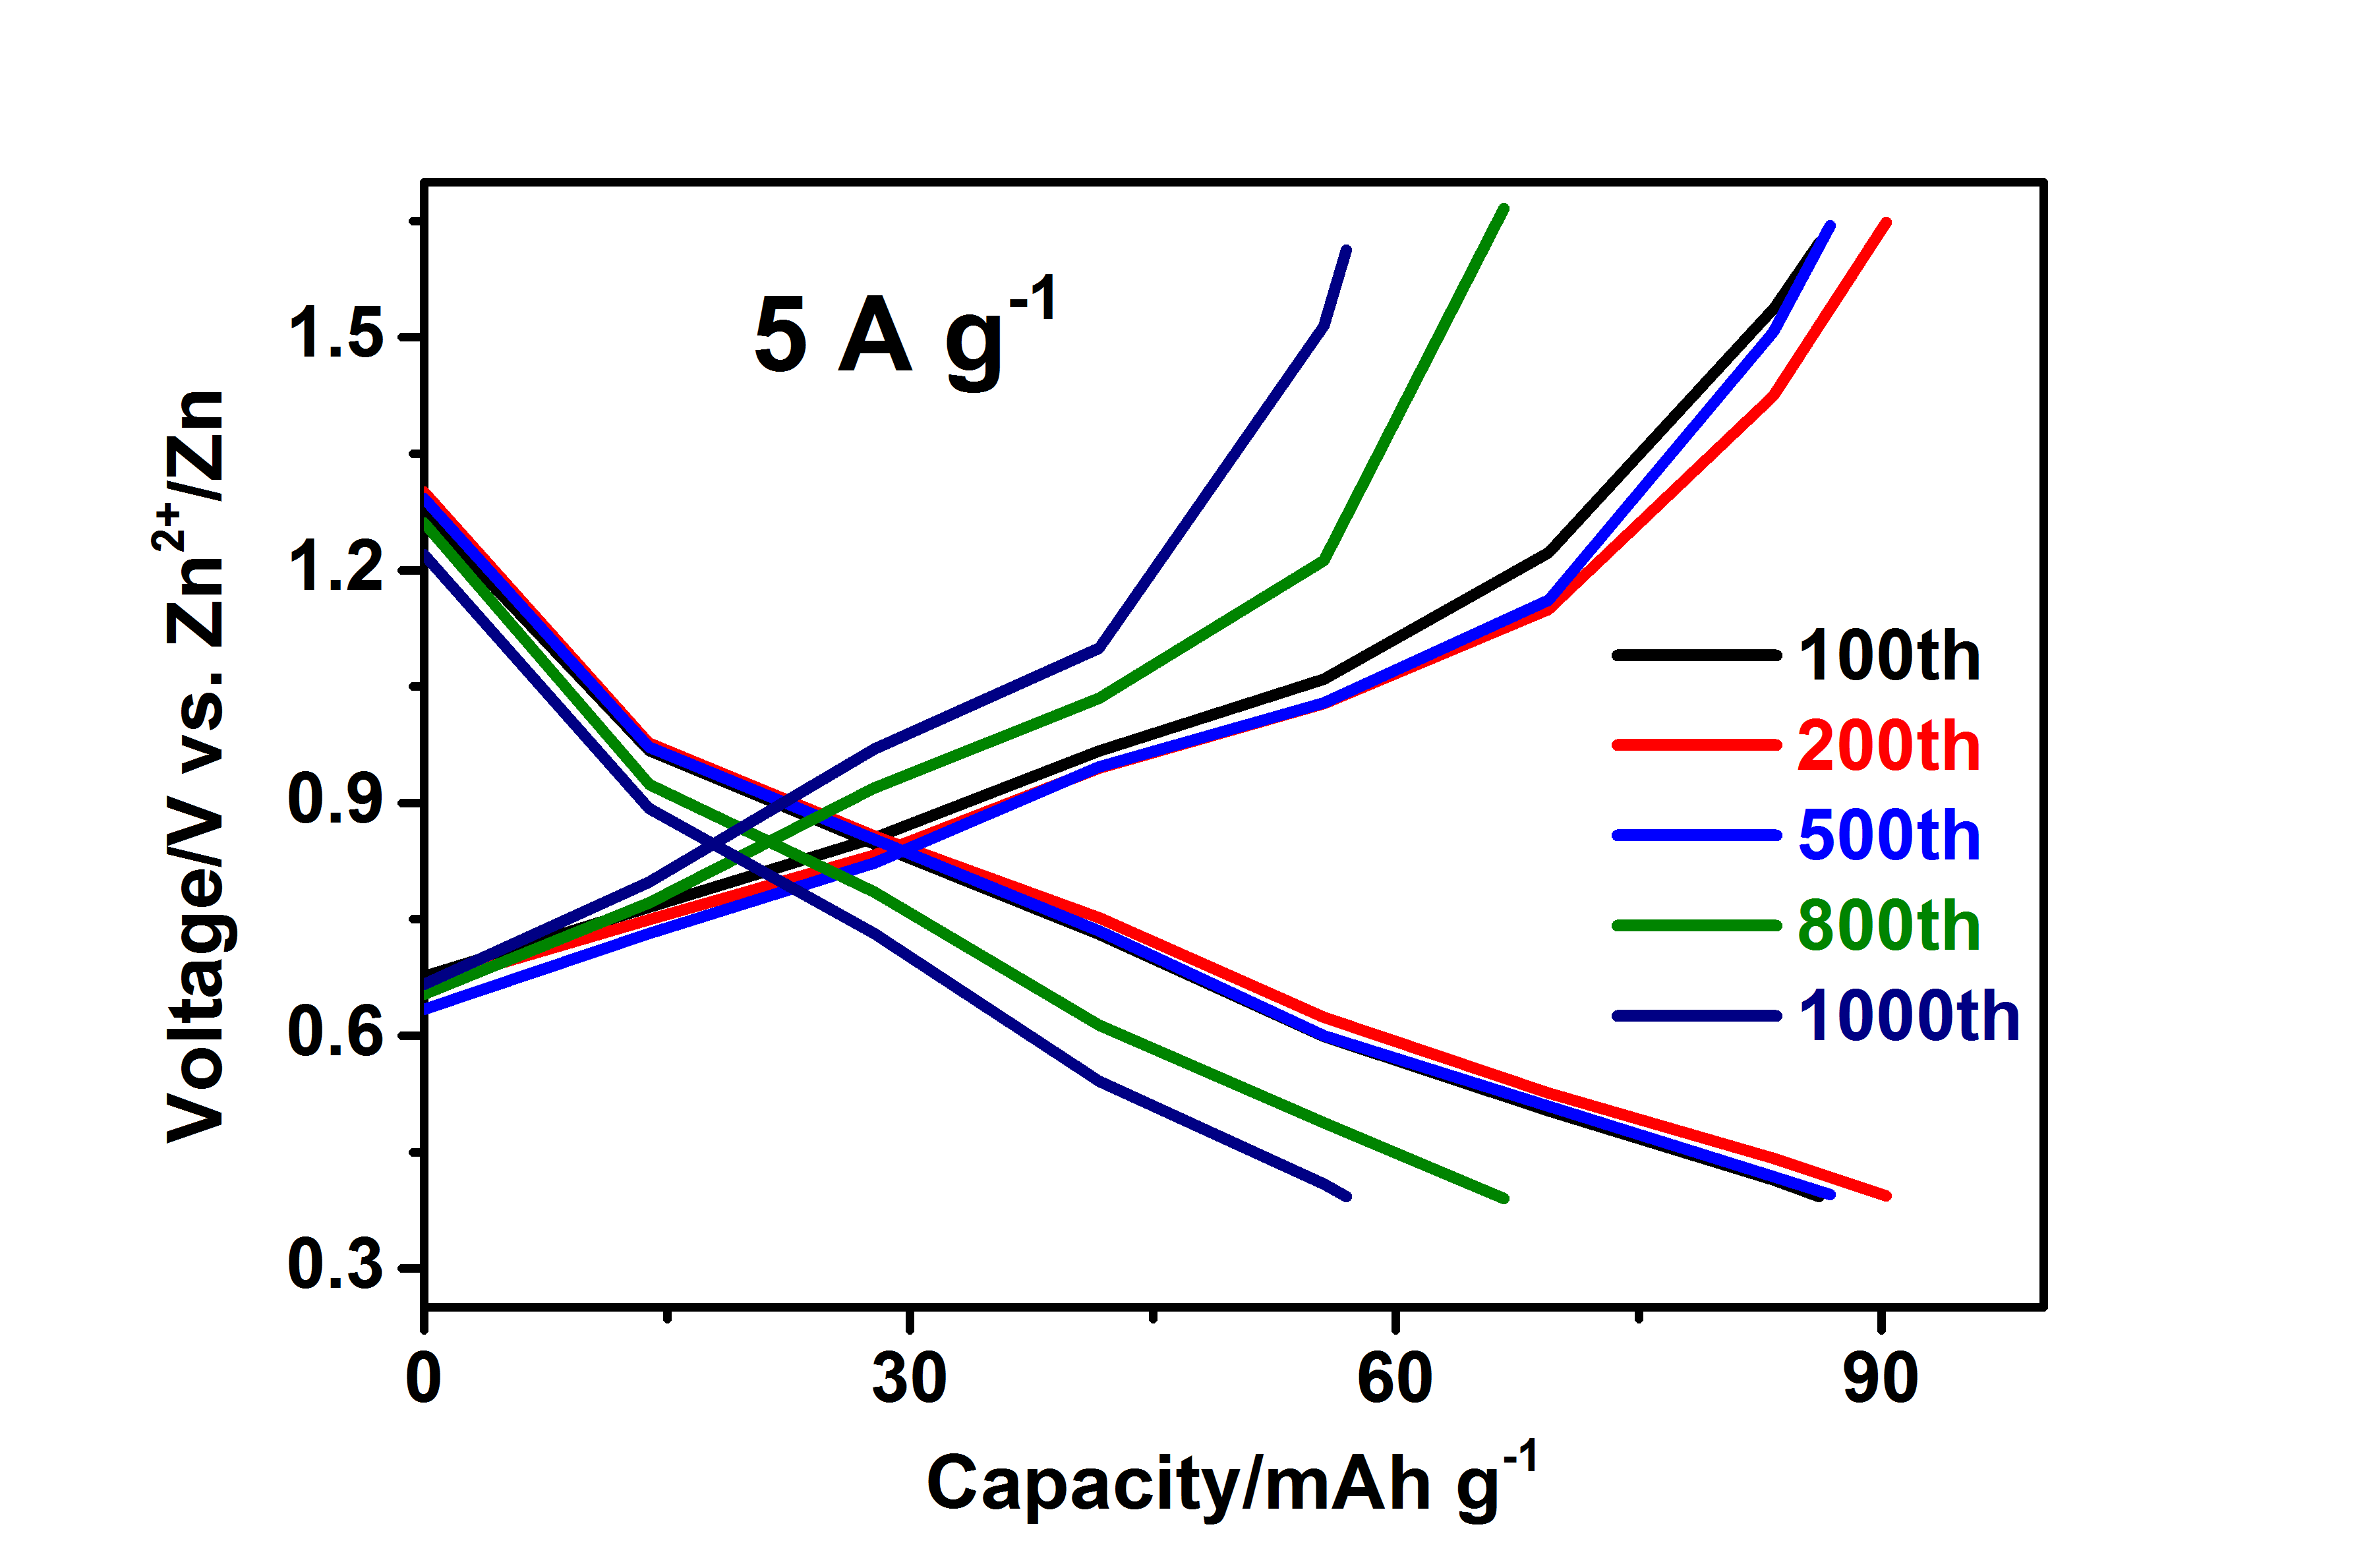 5 A g⁻¹
Voltage/V vs. Zn²⁺/Zn
1.5
1.2
0.9
0.6
0.3
100th
200th
500th
800th
1000th
0 30 60 90
Capacity/mAh g⁻¹